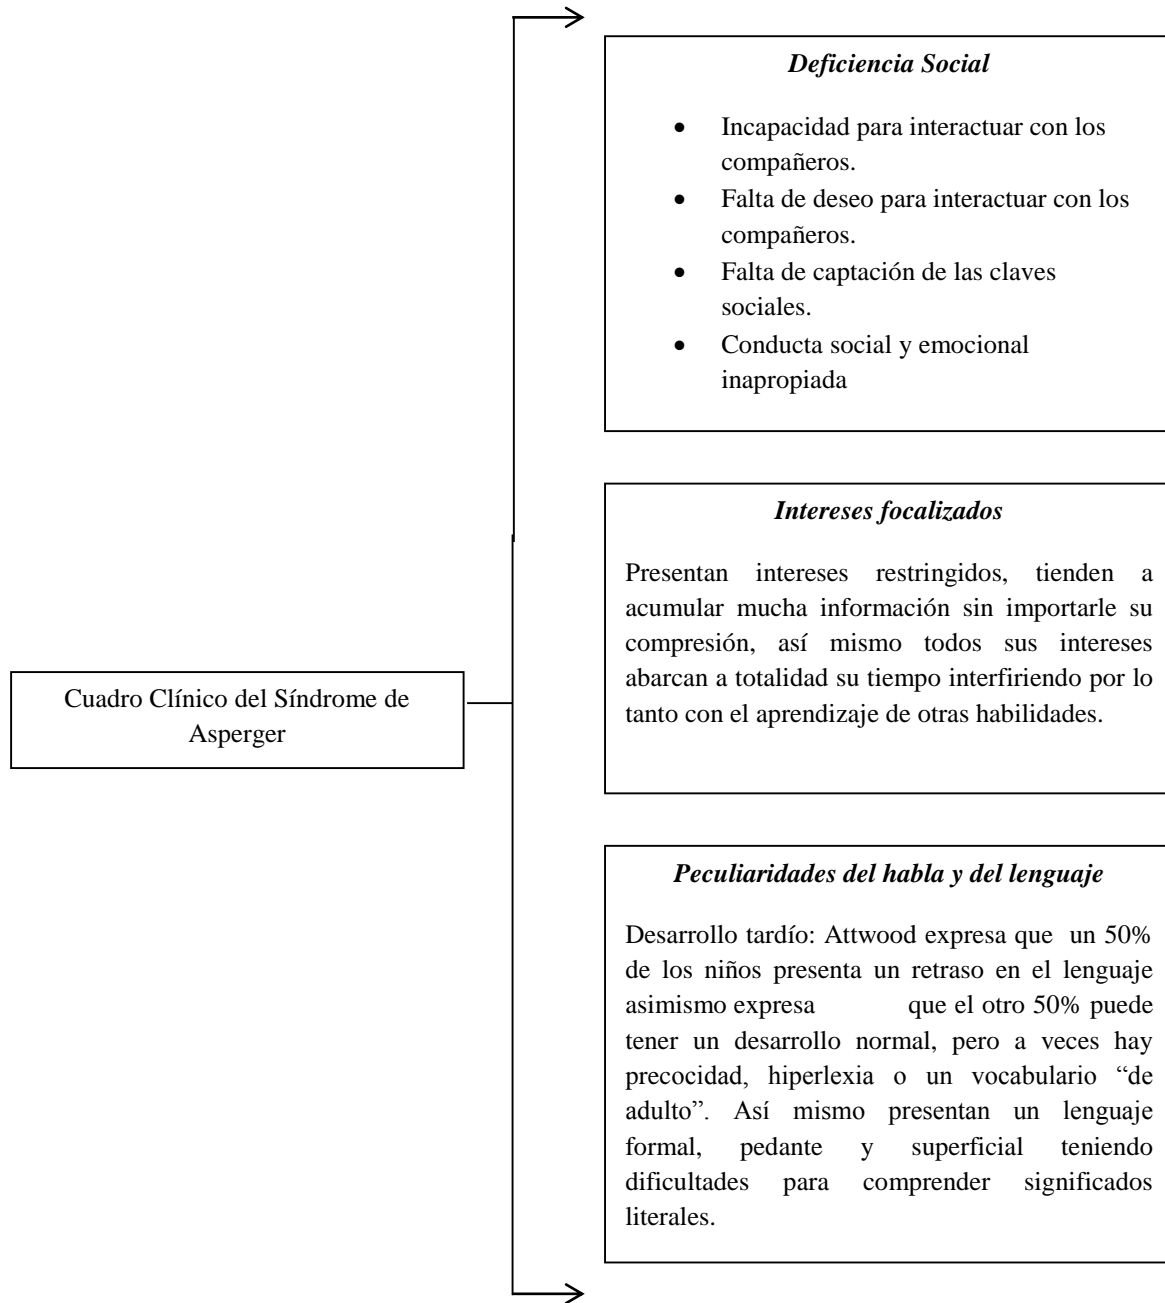 Deficiencia Social
• Incapacidad para interactuar con los
compañeros.
• Falta de deseo para interactuar con los
compañeros.
• Falta de captación de las claves
sociales.
• Conducta social y emocional
inapropiada
Intereses focalizados
Presentan intereses restringidos, tienden a
acumular mucha información sin importarle su
compresión, así mismo todos sus intereses
abarcan a totalidad su tiempo interfiriendo por lo
tanto con el aprendizaje de otras habilidades.
Cuadro Clínico del Síndrome de
Asperger
Peculiaridades del habla y del lenguaje
Desarrollo tardío: Attwood expresa que un 50%
de los niños presenta un retraso en el lenguaje
asimismo expresa que el otro 50% puede
tener un desarrollo normal, pero a veces hay
precocidad, hiperlexia o un vocabulario “de
adulto”. Así mismo presentan un lenguaje
formal, pedante y superficial teniendo
dificultades para comprender significados
literales.